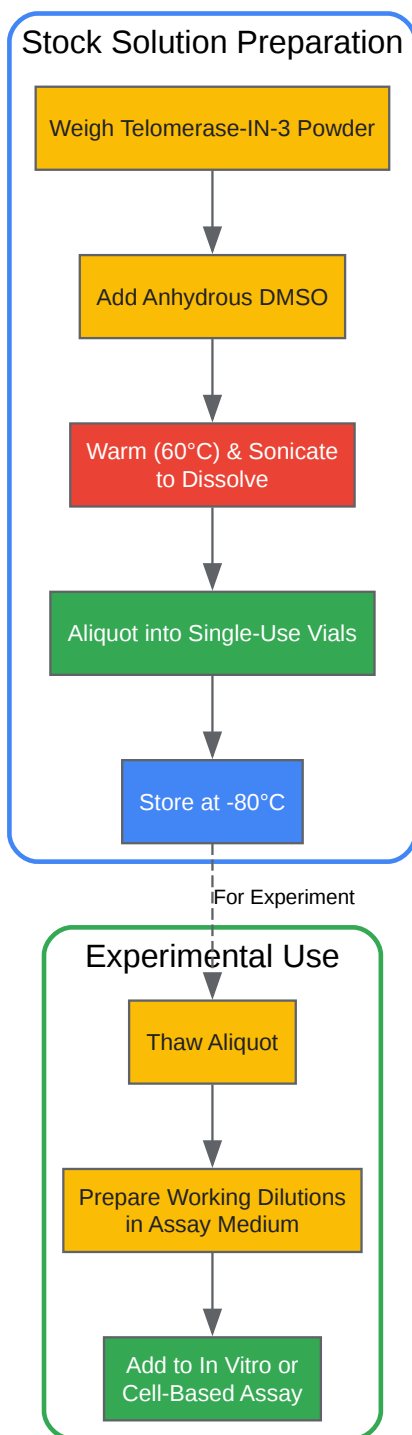 Stock Solution Preparation
Weigh Telomerase-IN-3 Powder
Add Anhydrous DMSO
Warm (60°C) & Sonicate
to Dissolve
Aliquot into Single-Use Vials
Store at -80°C
For Experiment
Experimental Use
Thaw Aliquot
Prepare Working Dilutions
in Assay Medium
Add to In Vitro or
Cell-Based Assay